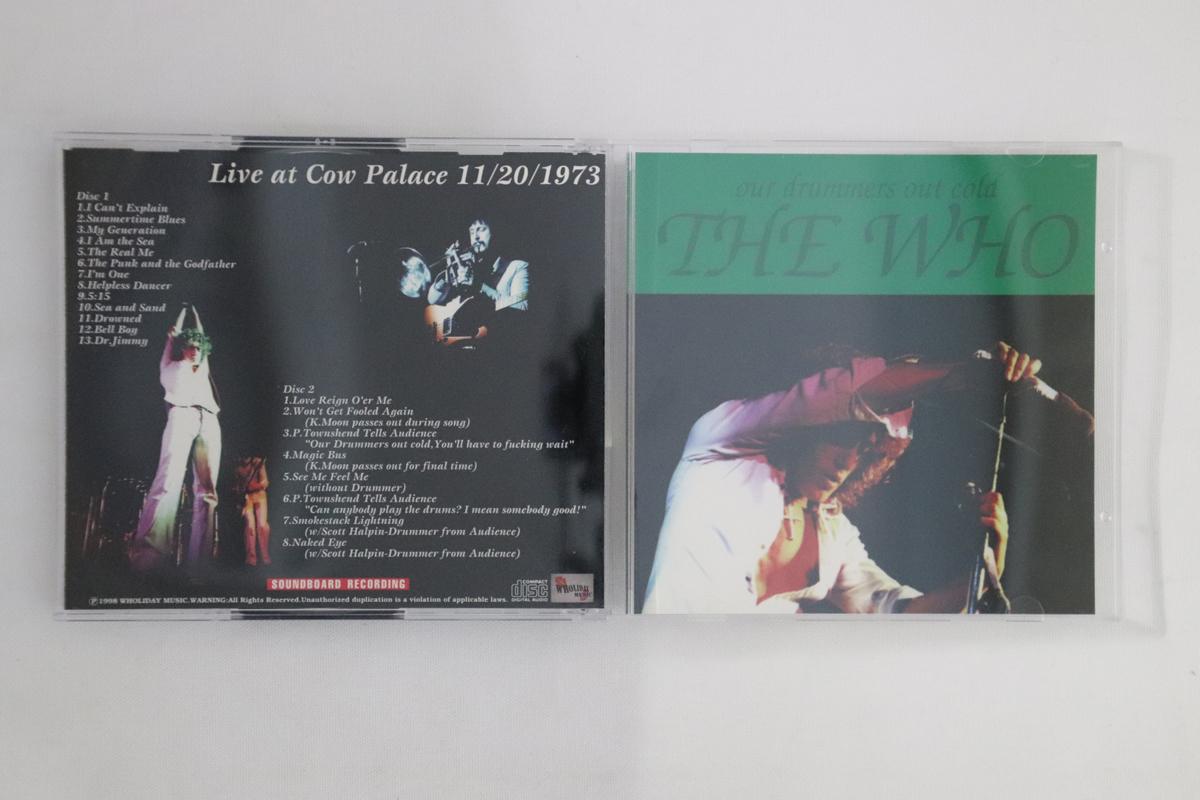 Live at Cow Palace 11/20/1973
Disc 1
1.I Can't Explain
2.Summertime Blues
3.My Generation
4.I Am the Sea
5.The Real Me
6.The Punk and the Godfather
7.I'm One
8.Helpless Dancer
9.5:15
10.Sea and Sand
11.Drowned
12.Bell Boy
13.Dr.Jimmy
Disc 2
1.Love Reign O'er Me
2.Won't Get Fooled Again
(K.Moon passes out during song)
3.P.Townshend Tells Audience
"Our Drummers out cold,You'll have to fucking wait"
4.Magic Bus
(K.Moon passes out for final time)
5.See Me Feel Me
(without Drummer)
6.P.Townshend Tells Audience
"Can anybody play the drums? I mean somebody good!"
7.Smokestack Lightning
(w/Scott Halpin-Drummer from Audience)
8.Naked Eye
(w/Scott Halpin-Drummer from Audience)
SOUNDBOARD RECORDING
℗1998 WHOLIDAY MUSIC.WARNING:All Rights Reserved.Unauthorized duplication is a violation of applicable laws.
COMPACT
disc
DIGITAL AUDIO
WHOLIDAY
MUSIC
our drummers out cold
THE WHO